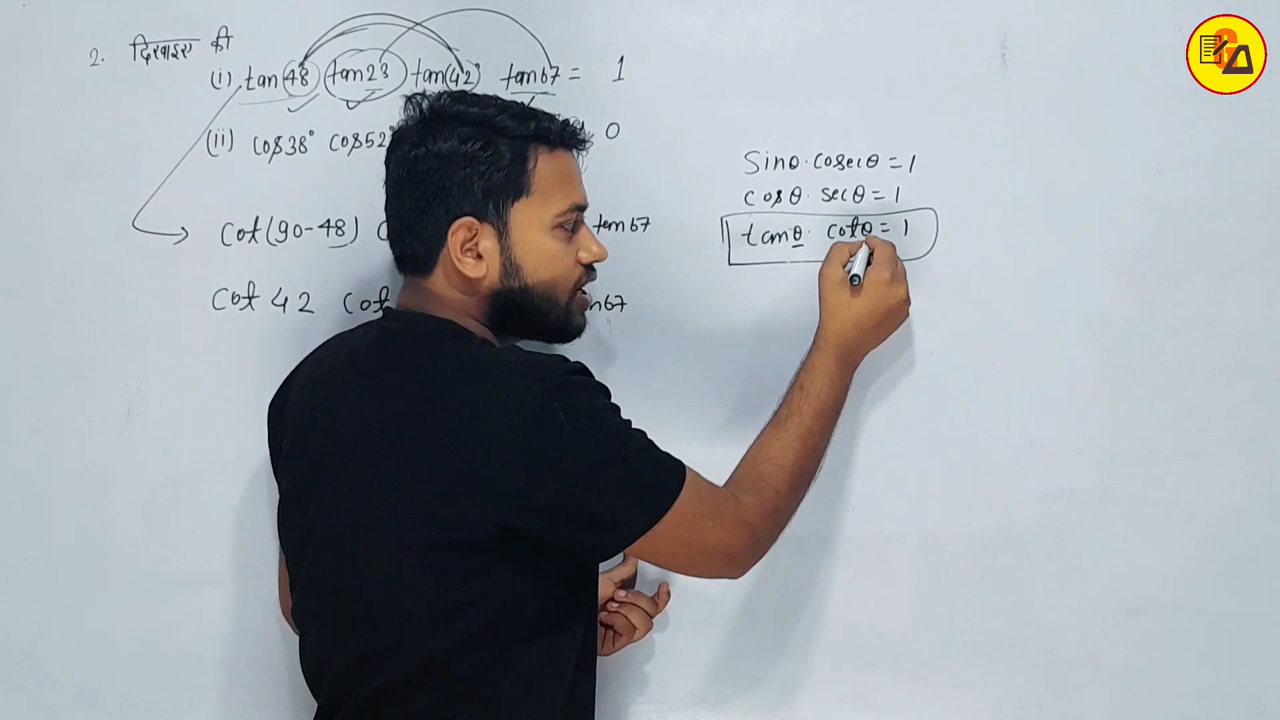 2. दिखाइए की
(i) tan 48 tan 23 tan 42° tan 67 = 1
(ii) cos 38° cos 52° 0
cot (90-48) tan 67
cot 42 cot n 67
sinθ · cosecθ = 1
cosθ · secθ = 1
tanθ · cotθ = 1